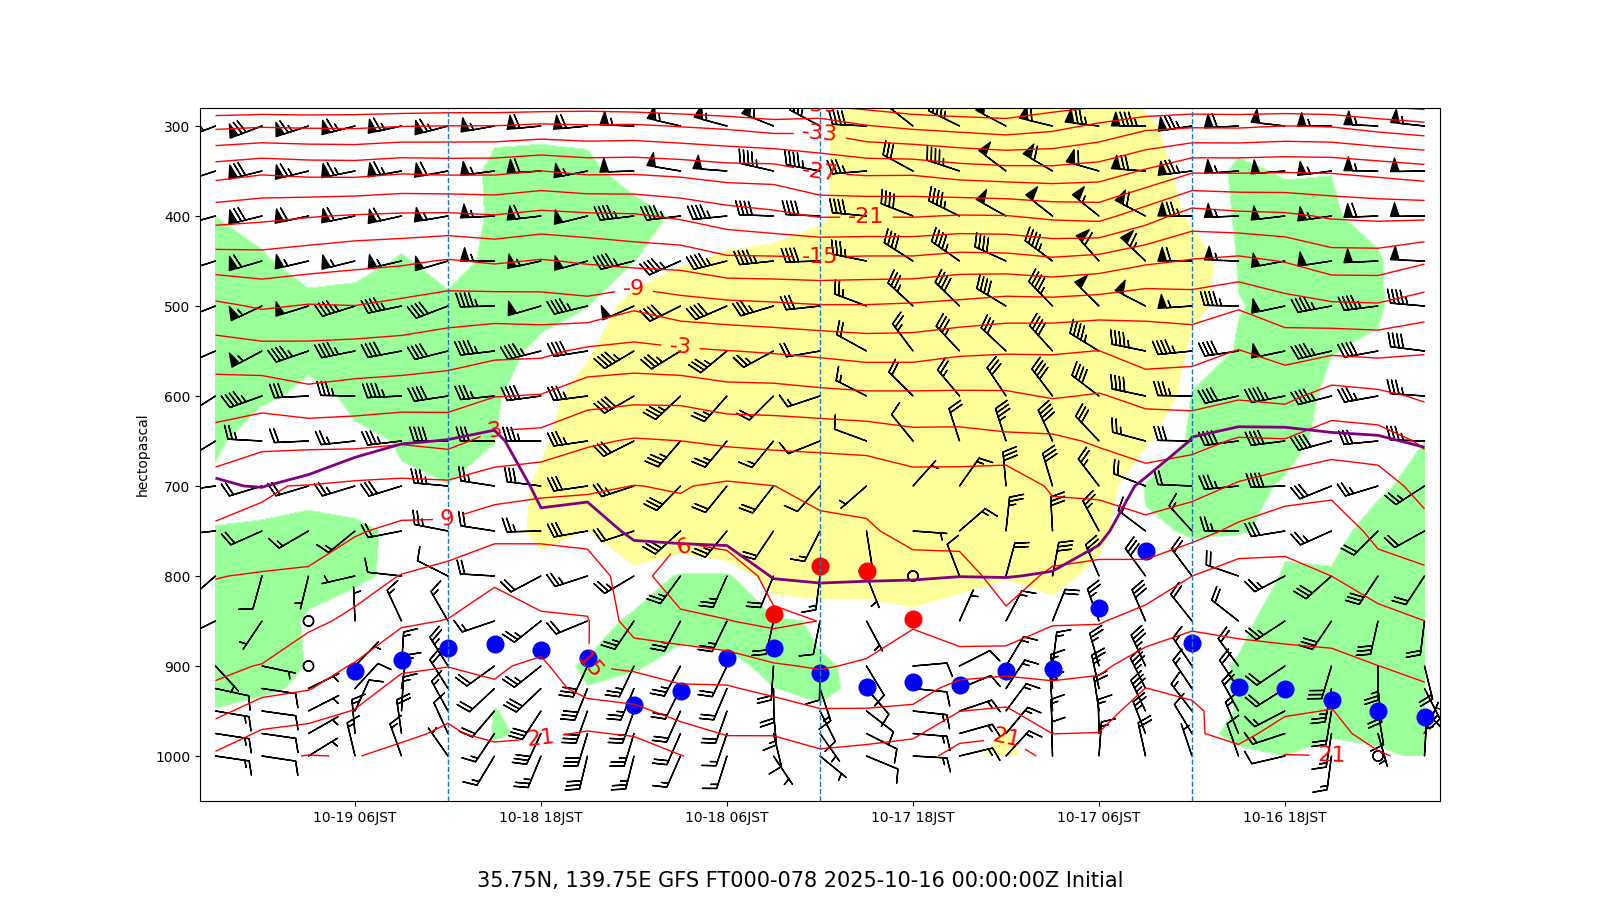 300
400
500
600
700
800
900
1000
hectopascal
-33
-27
-21
-15
-9
-3
3
9
6
15
21
21
21
10-19 06JST
10-18 18JST
10-18 06JST
10-17 18JST
10-17 06JST
10-16 18JST
35.75N, 139.75E GFS FT000-078 2025-10-16 00:00:00Z Initial